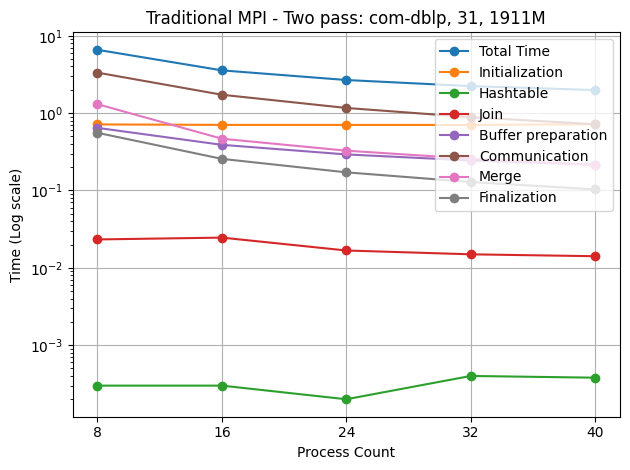 Traditional MPI - Two pass: com-dblp, 31, 1911M
Time (Log scale)
10¹
10⁰
10⁻¹
10⁻²
10⁻³
Total Time
Initialization
Hashtable
Join
Buffer preparation
Communication
Merge
Finalization
8 16 24 32 40
Process Count